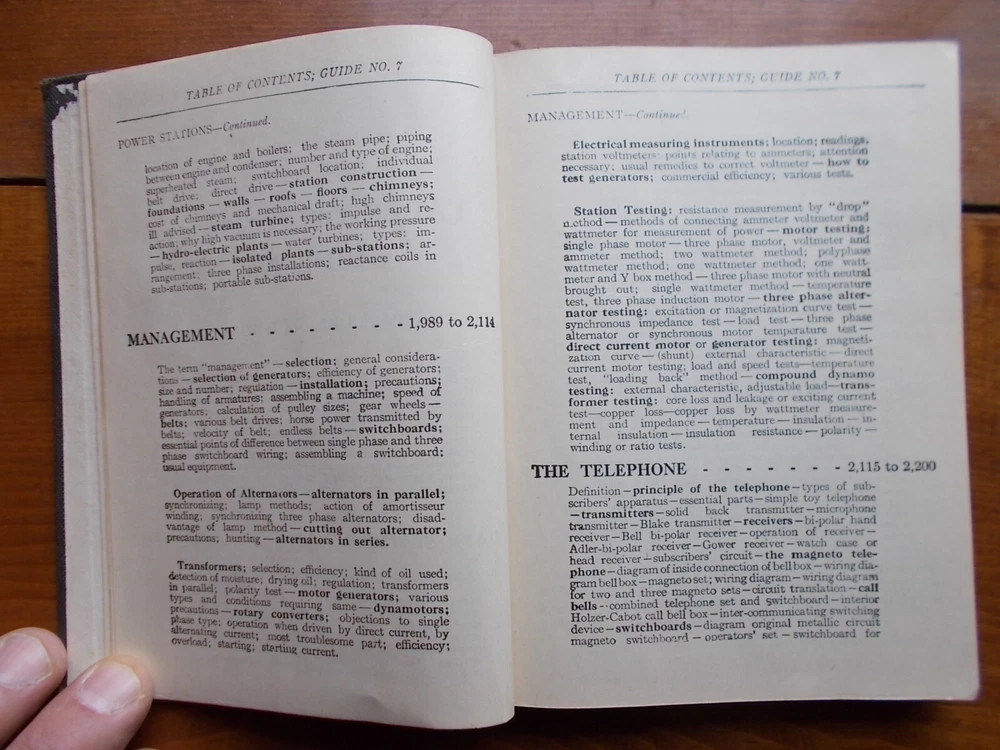 TABLE OF CONTENTS; GUIDE NO. 7
POWER STATIONS—Continued.
location of engine and boilers; the steam pipe; piping
between engine and condenser; number and type of engine;
superheated steam; switchboard location; individual
belt drive; direct drive—station construction—
foundations—walls—roofs—floors—chimneys;
cost of chimneys and mechanical draft; high chimneys
ill advised—steam turbine; types: impulse and re-
action; why high vacuum is necessary; the working pressure
—hydro-electric plants—water turbines; types: im-
pulse, reaction—isolated plants—sub-stations; ar-
rangement; three phase installations; reactance coils in
sub-stations; portable sub-stations.
MANAGEMENT - - - - - - - - 1,989 to 2,114
The term "management"—selection; general considera-
tions—selection of generators; efficiency of generators;
size and number; regulation—installation; precautions;
handling of armatures; assembling a machine; speed of
generators; calculation of pulley sizes; gear wheels—
belts; various belt drives; horse power transmitted by
belts; velocity of belt; endless belts—switchboards;
essential points of difference between single phase and three
phase switchboard wiring; assembling a switchboard;
usual equipment.
Operation of Alternators—alternators in parallel;
synchronizing; lamp methods; action of amortisseur
winding; synchronizing three phase alternators; disad-
vantage of lamp method—cutting out alternator;
precautions; hunting—alternators in series.
Transformers; selection; efficiency; kind of oil used;
detection of moisture; drying oil; regulation; transformers
in parallel; polarity test—motor generators; various
types and conditions requiring same—dynamotors;
precautions—rotary converters; objections to single
phase type; operation when driven by direct current, by
alternating current; most troublesome part; efficiency;
overload; starting; starting current.
TABLE OF CONTENTS; GUIDE NO. 7
MANAGEMENT—Continued.
Electrical measuring instruments; location; readings,
station voltmeters; points relating to ammeters; attention
necessary; usual remedies to correct voltmeter—how to
test generators; commercial efficiency; various tests.
Station Testing: resistance measurement by "drop"
method—methods of connecting ammeter voltmeter and
wattmeter for measurement of power—motor testing:
single phase motor—three phase motor, voltmeter and
ammeter method; two wattmeter method; polyphase
wattmeter method; one wattmeter method; one watt-
meter and Y box method—three phase motor with neutral
brought out; single wattmeter method—temperature
test, three phase induction motor—three phase alter-
nator testing: excitation or magnetization curve test—
synchronous impedance test—load test—three phase
alternator or synchronous motor temperature test—
direct current motor or generator testing: magneti-
zation curve—(shunt) external characteristic—direct
current motor testing; load and speed tests—temperature
test, "loading back" method—compound dynamo
testing: external characteristic, adjustable load—trans-
former testing: core loss and leakage or exciting current
test—copper loss—copper loss by wattmeter measure-
ment and impedance—temperature—insulation—in-
ternal insulation—insulation resistance—polarity—
winding or ratio tests.
THE TELEPHONE - - - - - - - 2,115 to 2,200
Definition—principle of the telephone—types of sub-
scribers' apparatus—essential parts—simple toy telephone
—transmitters—solid back transmitter—microphone
transmitter—Blake transmitter—receivers—bi-polar hand
receiver—Bell bi-polar receiver—operation of receiver—
Adler-bi-polar receiver—Gower receiver—watch case or
head receiver—subscribers' circuit—the magneto tele-
phone—diagram of inside connection of bell box—wiring dia-
gram bell box—magneto set; wiring diagram—wiring diagram
for two and three magneto sets—circuit translation—call
bells—combined telephone set and switchboard—interior
Holzer-Cabot call bell box—inter-communicating switching
device—switchboards—diagram original metallic circuit
magneto switchboard—operators' set—switchboard for